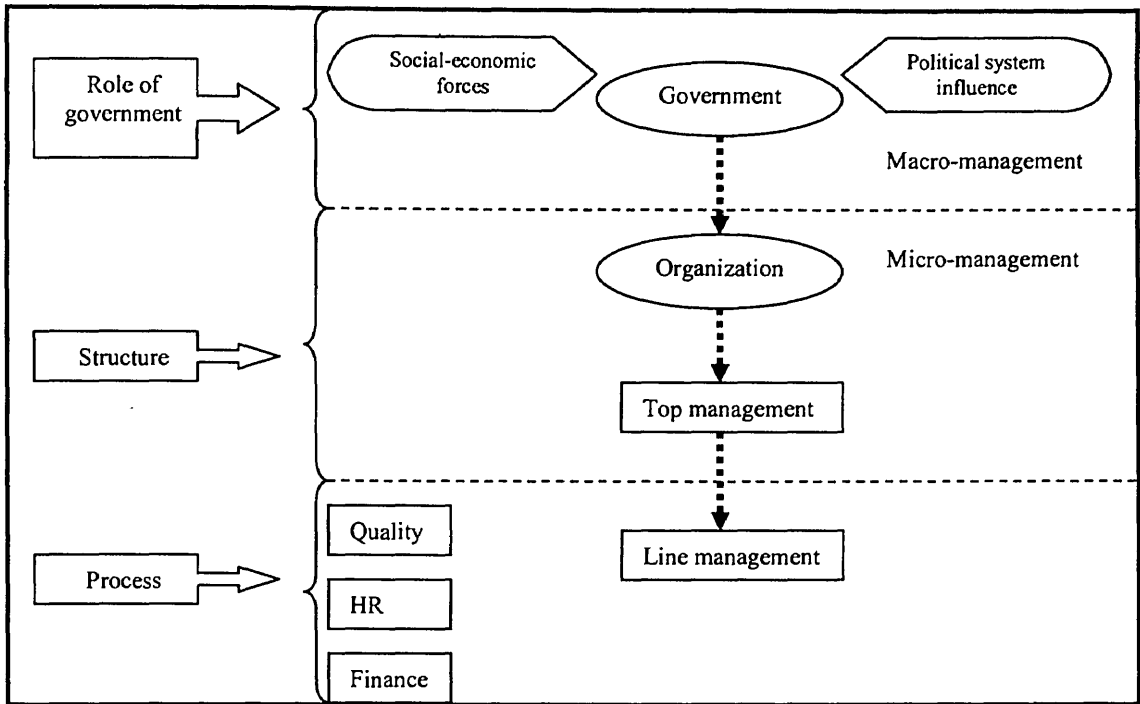 Role of
government
Social-economic
forces
Government
Political system
influence
Macro-management
Organization
Micro-management
Structure
Top management
Process
Quality
HR
Finance
Line management